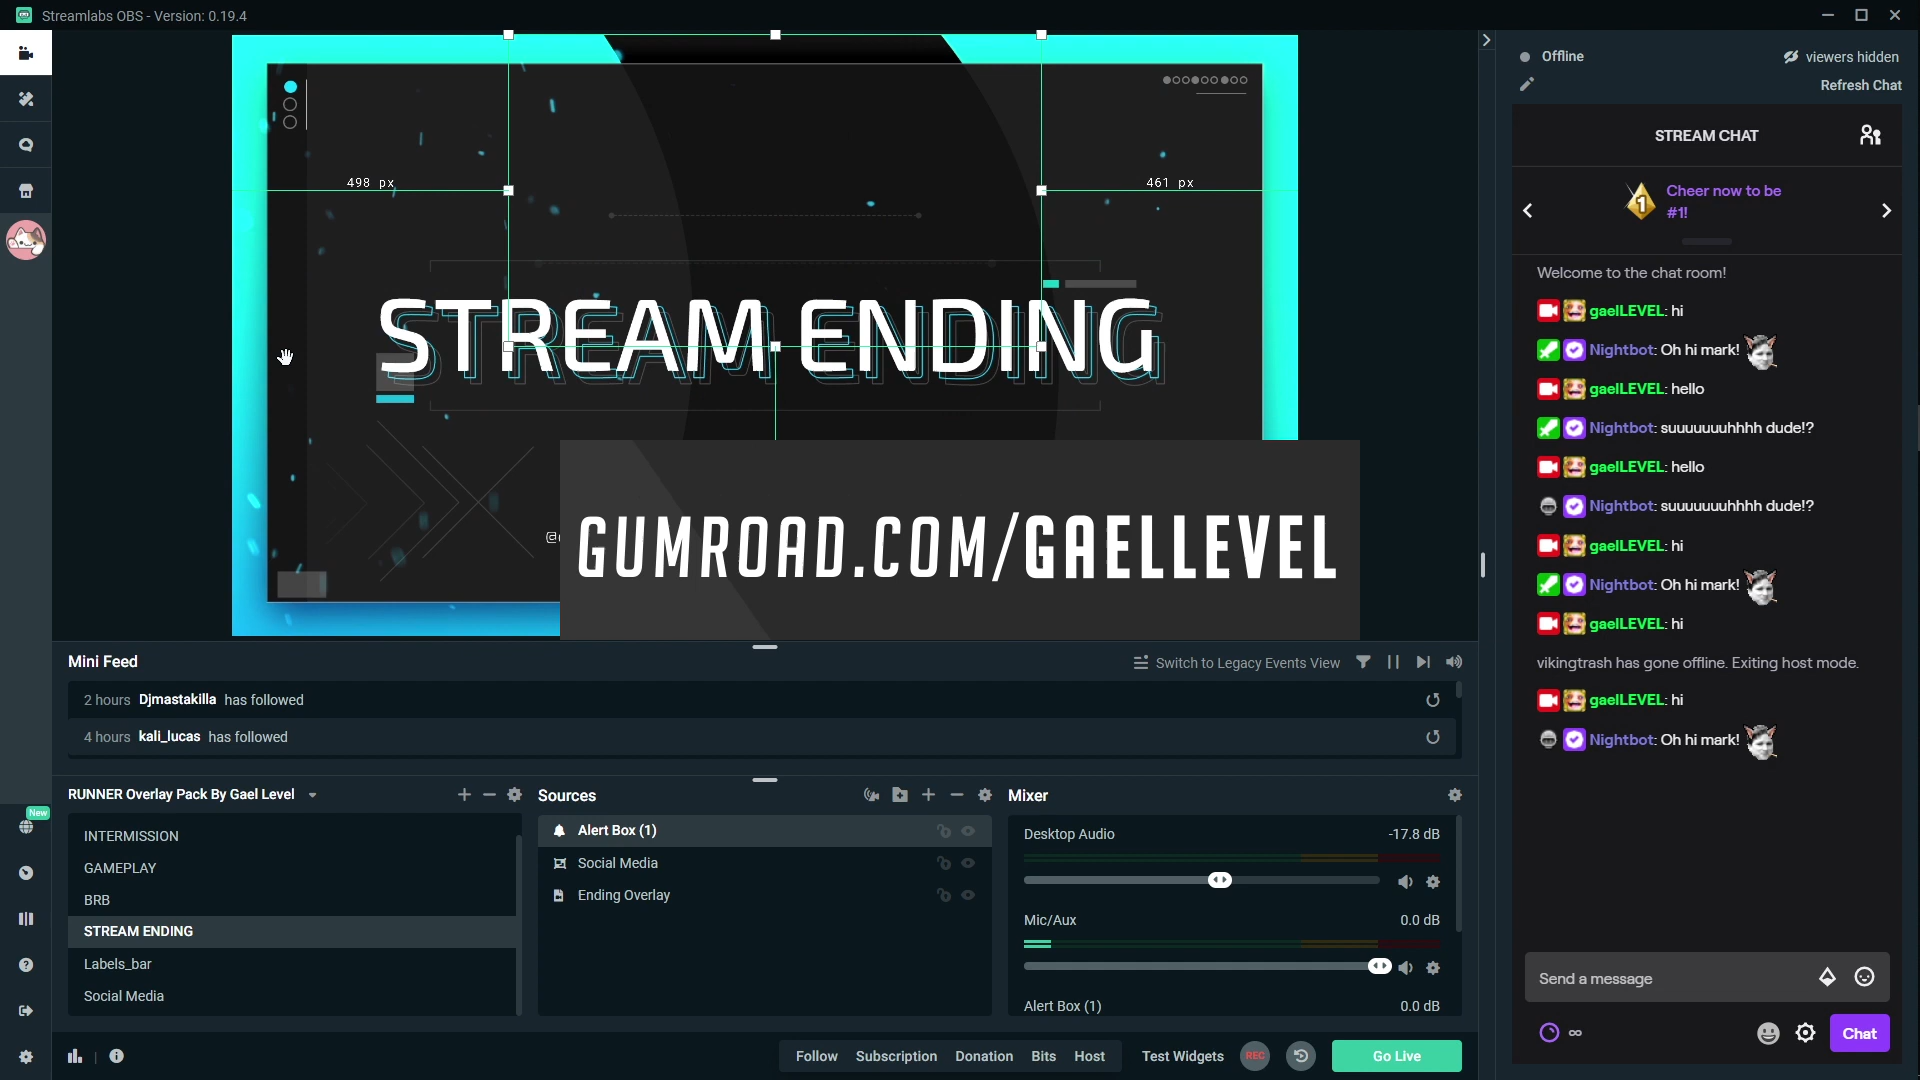 Streamlabs OBS - Version: 0.19.4
Offline
viewers hidden
Refresh Chat
STREAM CHAT
1
Cheer now to be
#1!
498 px
461 px
STREAM ENDING
GUMROAD.COM/GAELLEVEL
Welcome to the chat room!
gaelLEVEL: hi
Nightbot: Oh hi mark!
gaelLEVEL: hello
Nightbot: suuuuuuuhhhh dude!?
gaelLEVEL: hello
Nightbot: suuuuuuuhhhh dude!?
gaelLEVEL: hi
Nightbot: Oh hi mark!
gaelLEVEL: hi
vikingtrash has gone offline. Exiting host mode.
gaelLEVEL: hi
Nightbot: Oh hi mark!
Send a message
Chat
Mini Feed
Switch to Legacy Events View
2 hours Djmastakilla has followed
4 hours kali_lucas has followed
New
RUNNER Overlay Pack By Gael Level
INTERMISSION
GAMEPLAY
BRB
STREAM ENDING
Labels_bar
Social Media
Sources
Alert Box (1)
Social Media
Ending Overlay
Mixer
Desktop Audio -17.8 dB
Mic/Aux 0.0 dB
Alert Box (1) 0.0 dB
Follow Subscription Donation Bits Host
Test Widgets
REC
Go Live